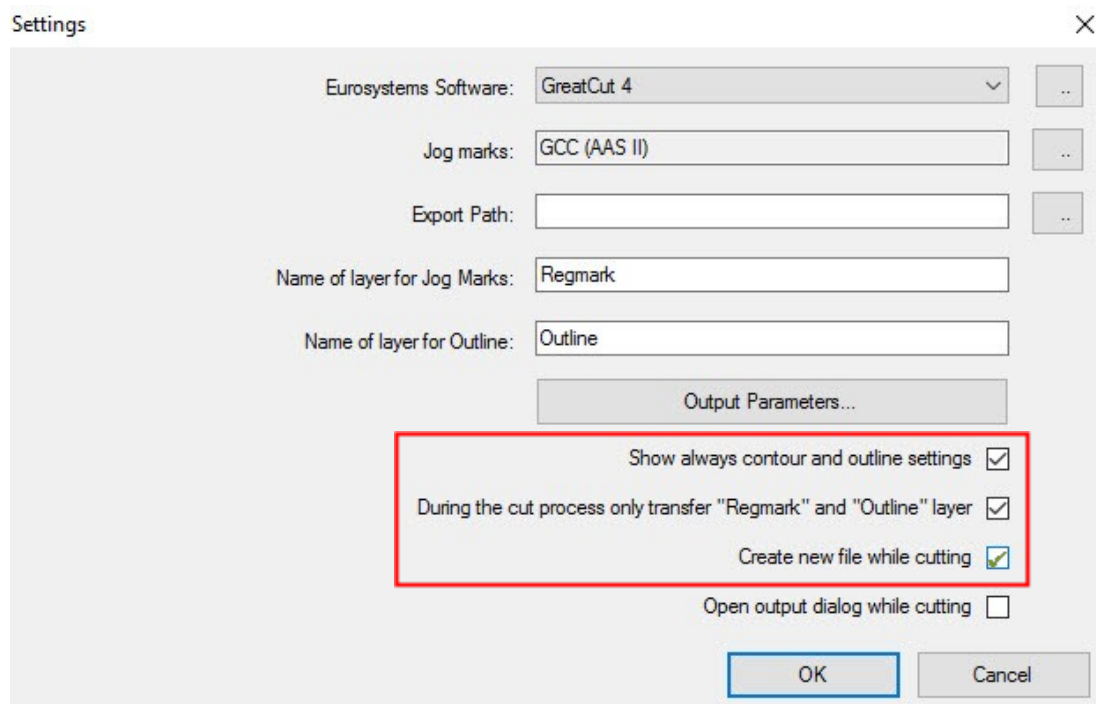 Settings
Eurosystems Software: GreatCut 4 ..
Jog marks: GCC (AAS II) ..
Export Path: ..
Name of layer for Jog Marks: Regmark
Name of layer for Outline: Outline
Output Parameters...
Show always contour and outline settings
During the cut process only transfer "Regmark" and "Outline" layer
Create new file while cutting
Open output dialog while cutting
OK Cancel